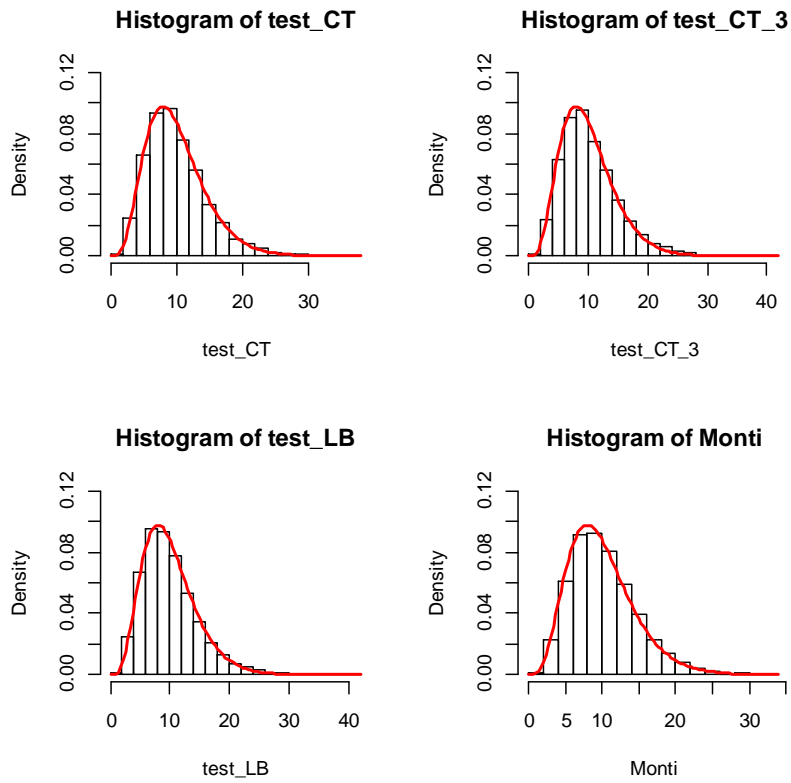 Histogram of test_CT
Density
0.00 0.04 0.08 0.12
0 10 20 30
test_CT
Histogram of test_CT_3
Density
0.00 0.04 0.08 0.12
0 10 20 30 40
test_CT_3
Histogram of test_LB
Density
0.00 0.04 0.08 0.12
0 10 20 30 40
test_LB
Histogram of Monti
Density
0.00 0.04 0.08 0.12
0 5 10 20 30
Monti